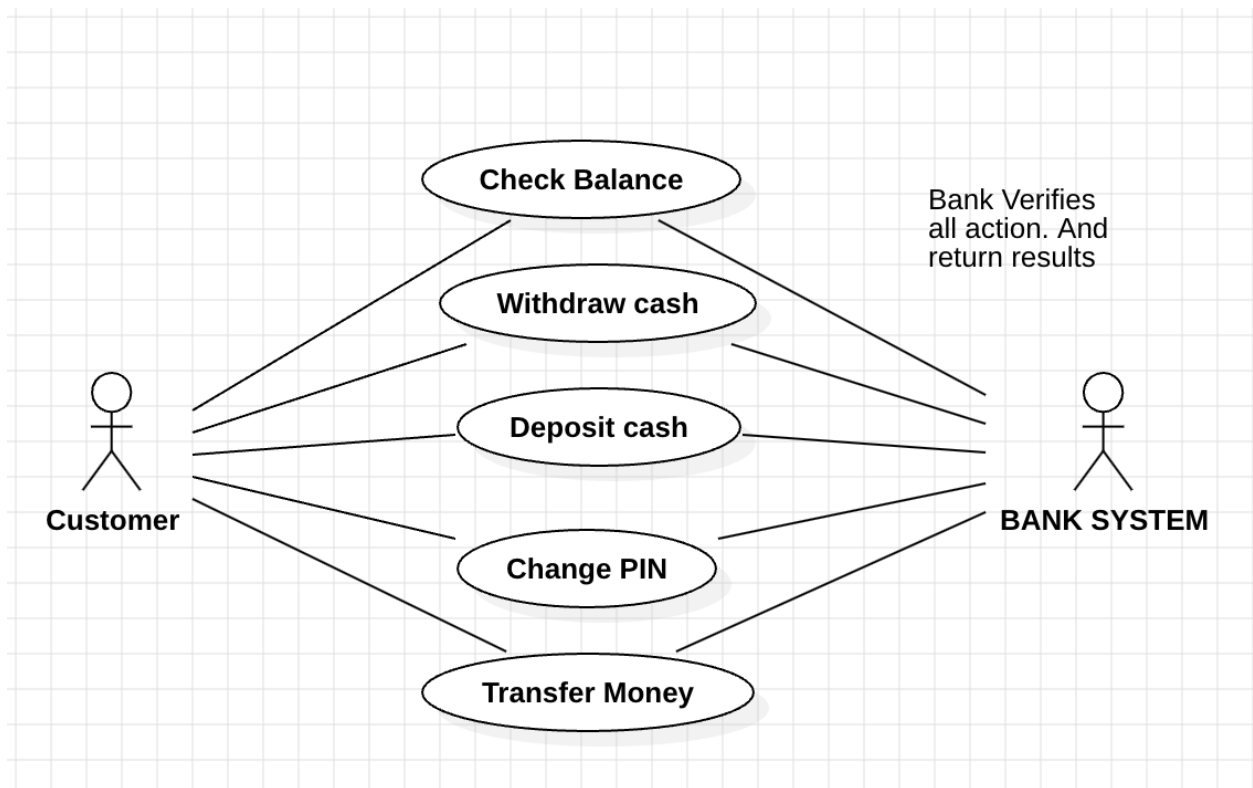 Check Balance
Bank Verifies
all action. And
return results
Withdraw cash
Deposit cash
Customer
BANK SYSTEM
Change PIN
Transfer Money